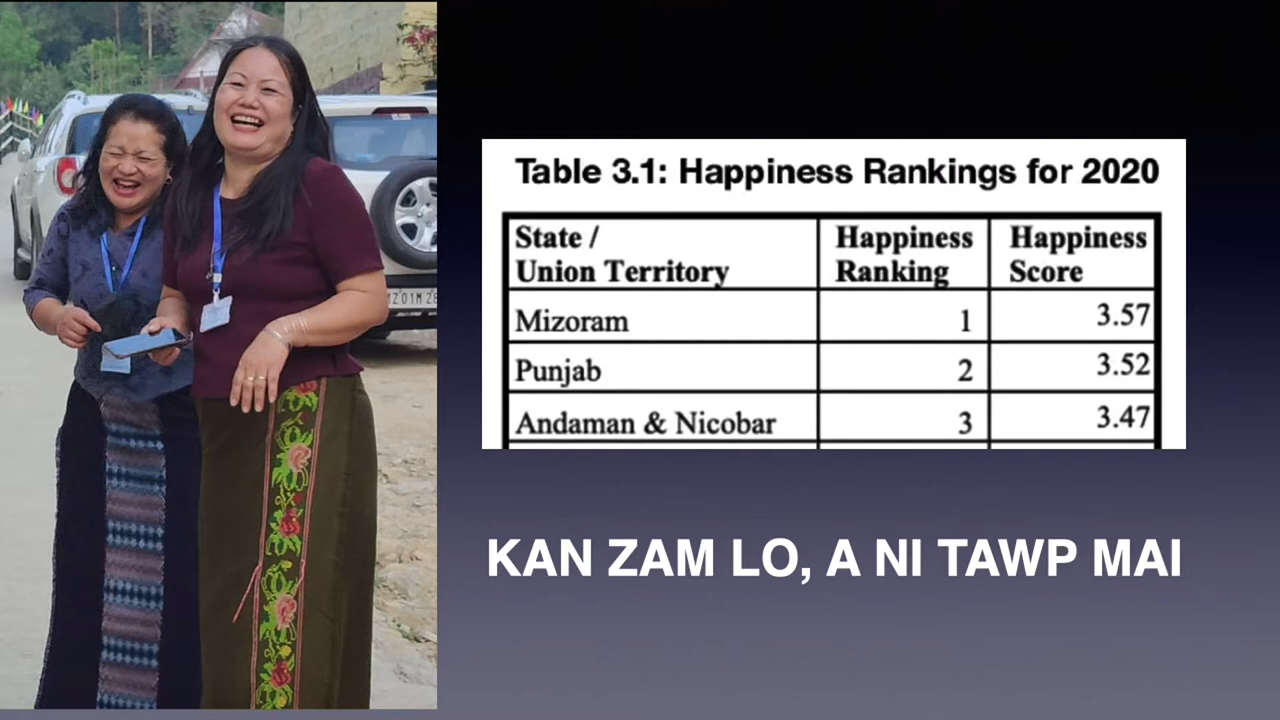 Table 3.1: Happiness Rankings for 2020
State / Happiness Happiness
Union Territory Ranking Score
Mizoram 1 3.57
Punjab 2 3.52
Andaman & Nicobar 3 3.47
KAN ZAM LO, A NI TAWP MAI